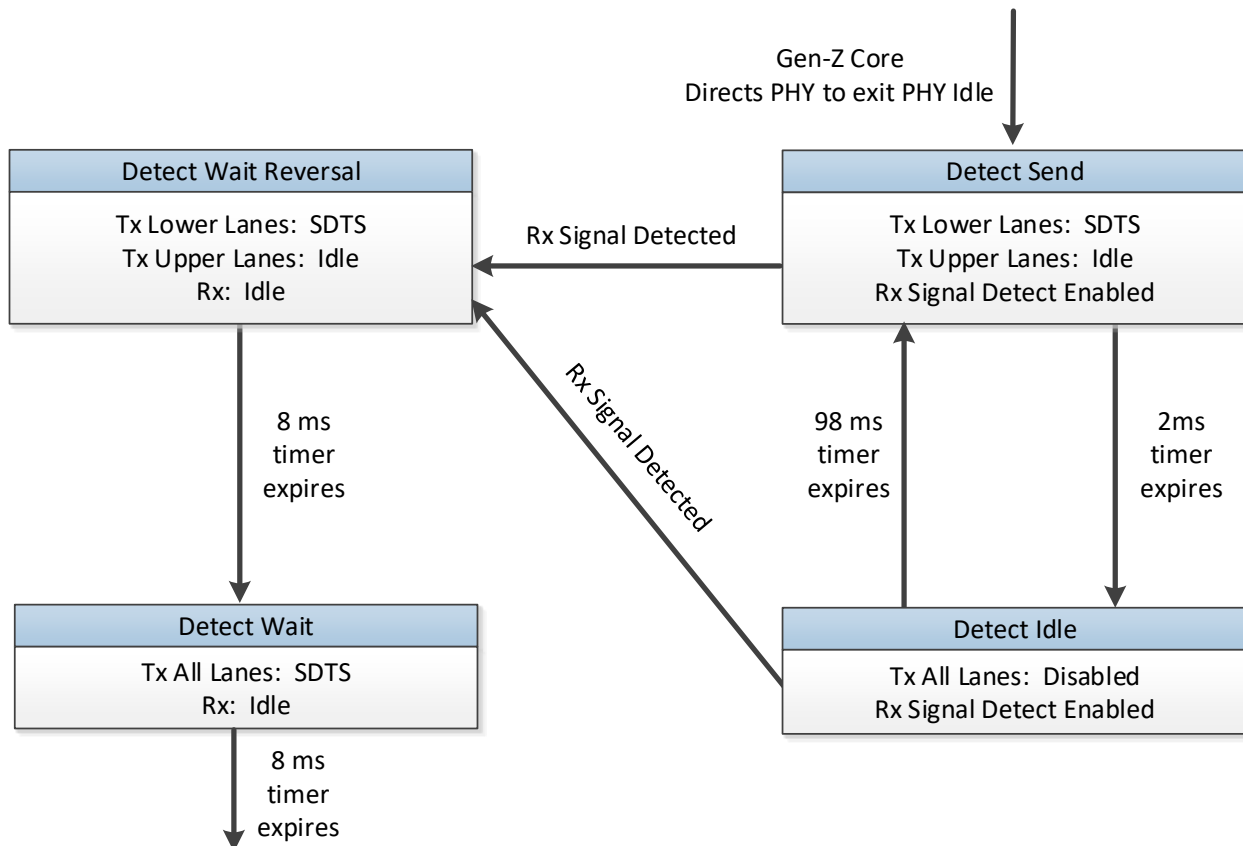 Gen-Z Core
Directs PHY to exit PHY Idle
Detect Wait Reversal
Tx Lower Lanes:  SDTS
Tx Upper Lanes:  Idle
Rx:  Idle
Rx Signal Detected
Detect Send
Tx Lower Lanes:  SDTS
Tx Upper Lanes:  Idle
Rx Signal Detect Enabled
Rx Signal Detected
8 ms
timer
expires
98 ms
timer
expires
2ms
timer
expires
Detect Wait
Tx All Lanes:  SDTS
Rx:  Idle
Detect Idle
Tx All Lanes:  Disabled
Rx Signal Detect Enabled
8 ms
timer
expires